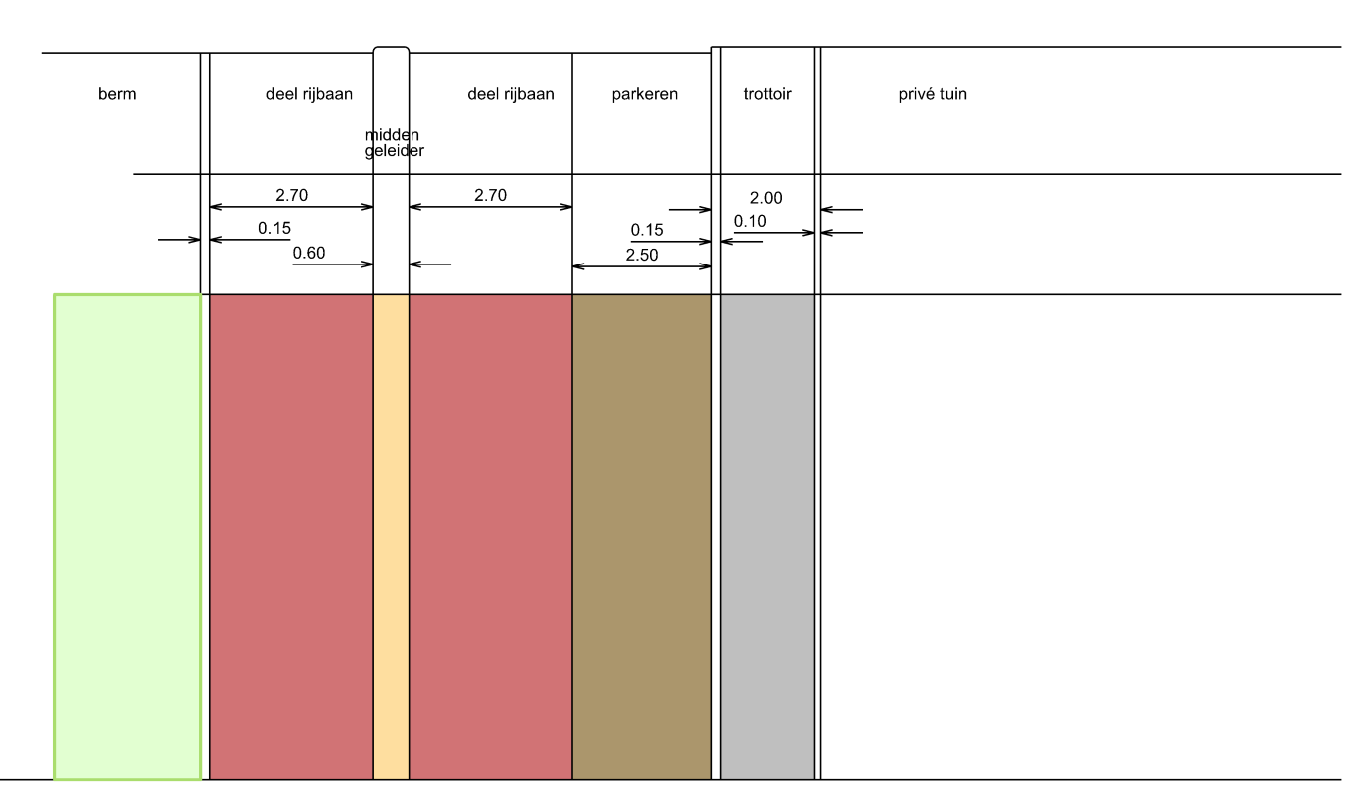 berm
deel rijbaan
deel rijbaan
parkeren
trottoir
privé tuin
midden
geleider
2.70
2.70
2.00
0.15
0.15
0.10
0.60
2.50